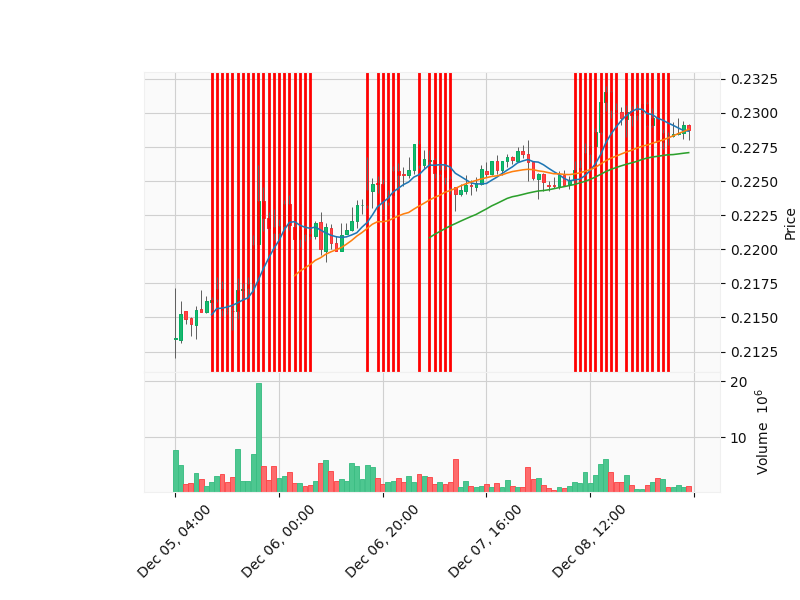 0.2325
0.2300
0.2275
0.2250
0.2225
0.2200
0.2175
0.2150
0.2125
Price
20
10
Volume 10⁶
Dec 05, 04:00
Dec 06, 00:00
Dec 06, 20:00
Dec 07, 16:00
Dec 08, 12:00